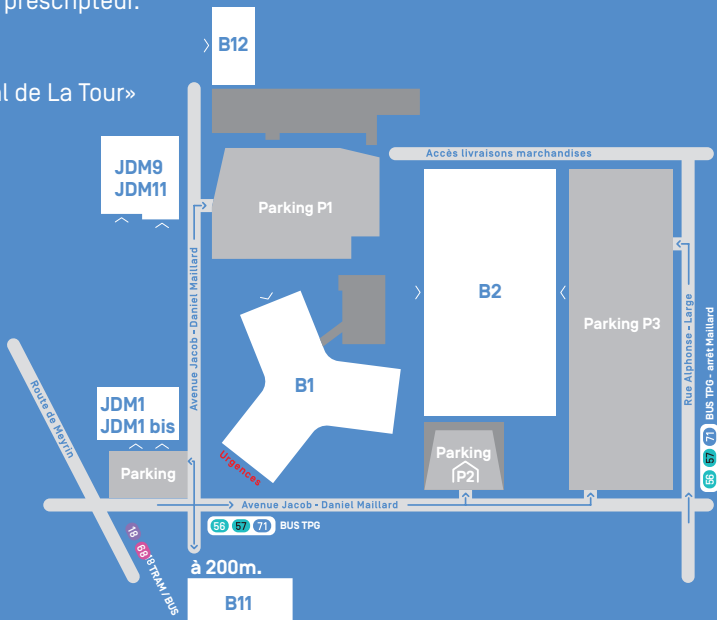 prescripteur.
l de La Tour»
B12
Accès livraisons marchandises
JDM9
JDM11
Parking P1
Avenue Jacob - Daniel Maillard
B2
Parking P3
Rue Alphonse - Large
BUS TPG - arrêt Maillard
56 57 71
B1
Urgences
Route de Meyrin
JDM1
JDM1 bis
Parking
Parking
P2
Avenue Jacob - Daniel Maillard
56 57 71 BUS TPG
18 68 TRAM / BUS
à 200m.
B11